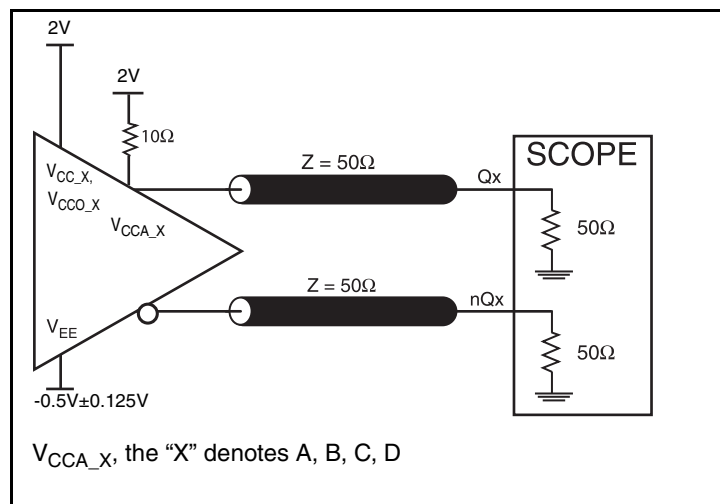 2V
2V
10Ω
V_CC_X,
V_CCO_X
V_CCA_X
Z = 50Ω
Qx
SCOPE
50Ω
Z = 50Ω
nQx
50Ω
V_EE
-0.5V±0.125V
V_CCA_X, the “X” denotes A, B, C, D